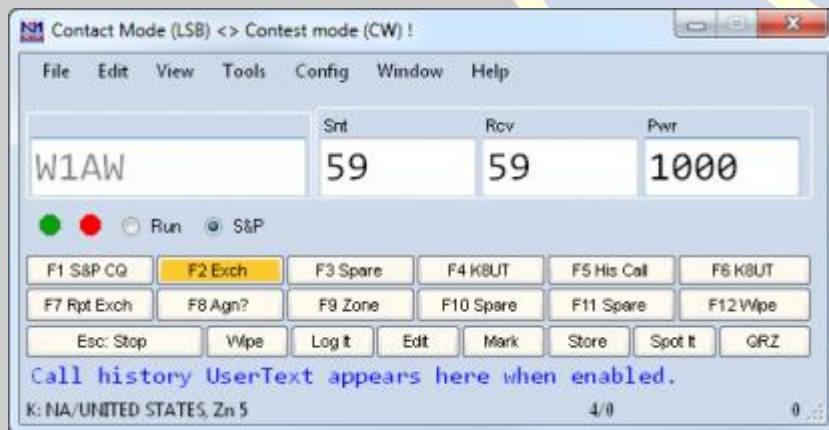 N1 Contact Mode (LSB) <> Contest mode (CW) !
File Edit View Tools Config Window Help
Snt Rcv Pwr
W1AW 59 59 1000
Run S&P
F1 S&P CQ F2 Exch F3 Spare F4 K8UT F5 His Call F6 K8UT
F7 Rpt Exch F8 Agn? F9 Zone F10 Spare F11 Spare F12 Wipe
Esc: Stop Wipe Log It Edit Mark Store Spot It QRZ
Call history UserText appears here when enabled.
K: NA/UNITED STATES, Zn 5 4/0 0